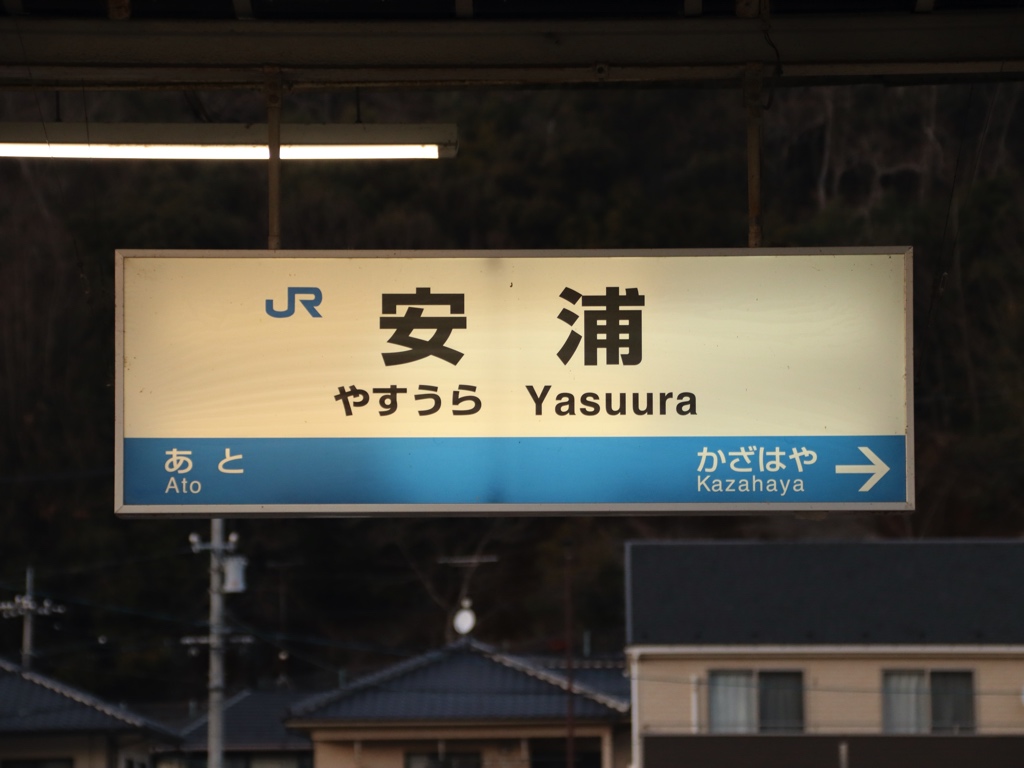 JR 安浦
やすうら Yasuura
あと かざはや →
Ato Kazahaya